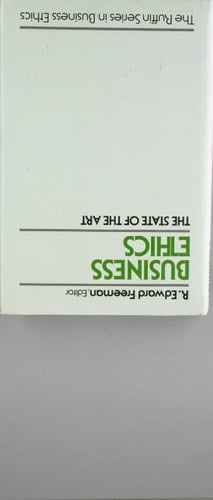 R. Edward Freeman, Editor
BUSINESS
ETHICS
THE STATE OF THE ART
The Ruffin Series in Business Ethics